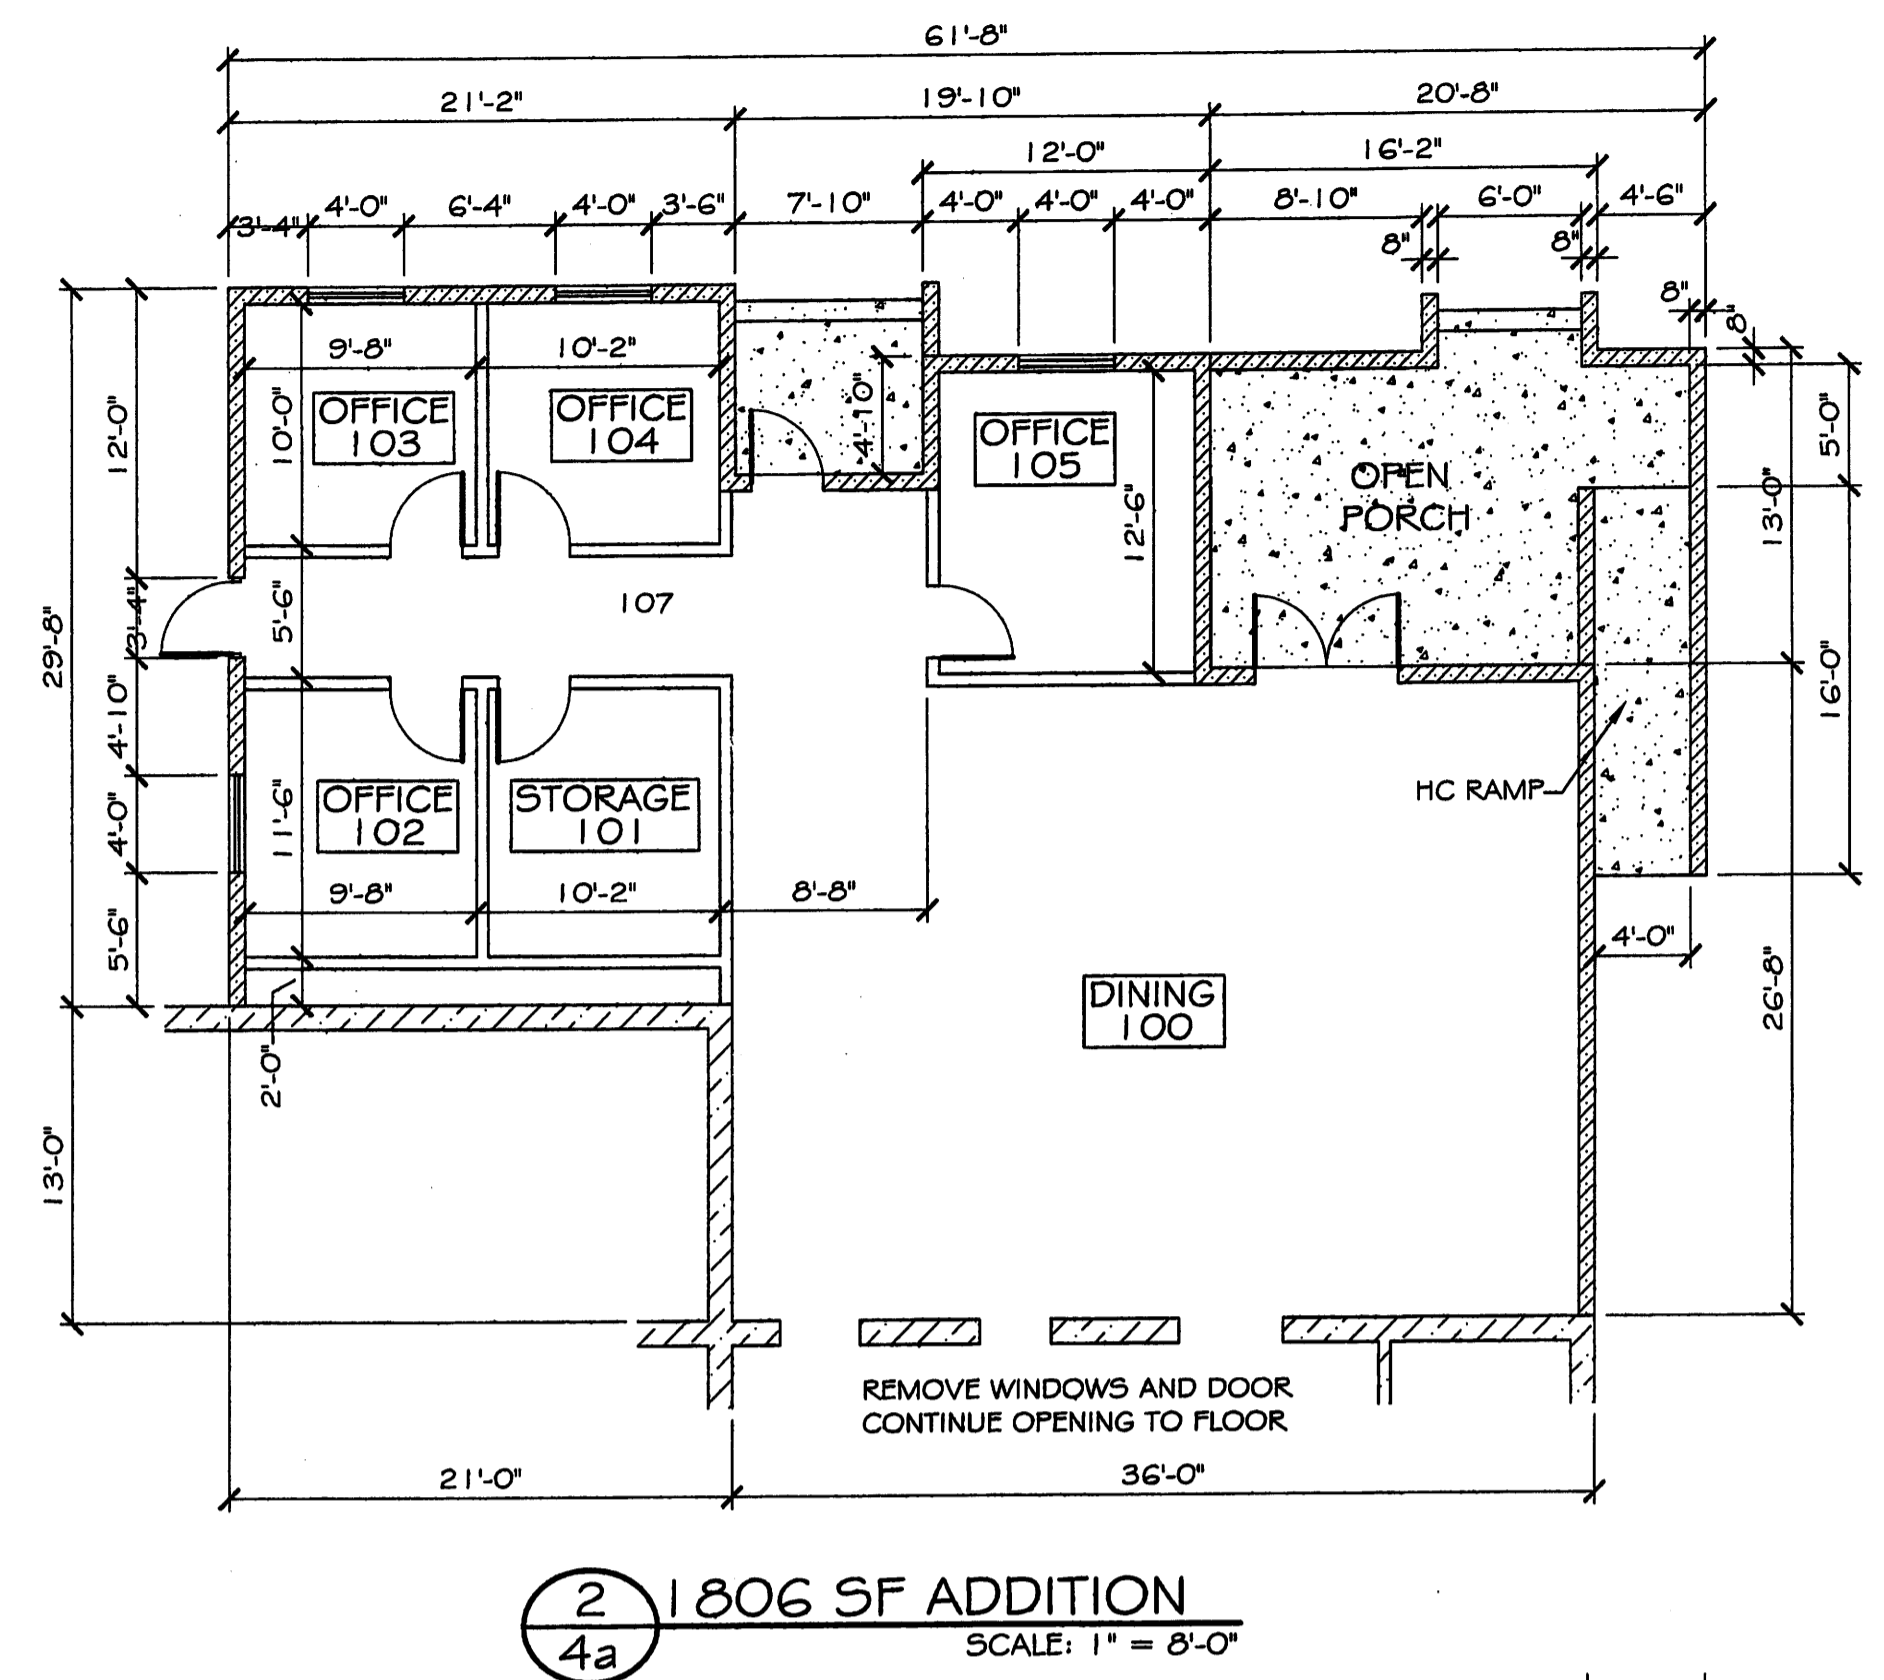 61'-8"
21'-2" 19'-10" 20'-8"
12'-0" 16'-2"
3'-4" 4'-0" 6'-4" 4'-0" 3'-6" 7'-10" 4'-0" 4'-0" 4'-0" 8'-10" 6'-0" 4'-6"
8" 8"
8" 8"
9'-8" 10'-2"
12'-0" 10'-0" 4'-10" 5'-0"
OFFICE
103
OFFICE
104
OFFICE
105
OPEN
PORCH
12'-6" 13'-0"
29'-8" 3'-4" 5'-6" 107
16'-0"
4'-10"
HC RAMP
4'-0" 11'-6"
OFFICE
102
STORAGE
101
9'-8" 10'-2" 8'-8"
5'-6" 4'-0"
26'-8"
DINING
100
2'-0"
13'-0"
REMOVE WINDOWS AND DOOR
CONTINUE OPENING TO FLOOR
21'-0" 36'-0"
2
4a
1806 SF ADDITION
SCALE: 1" = 8'-0"